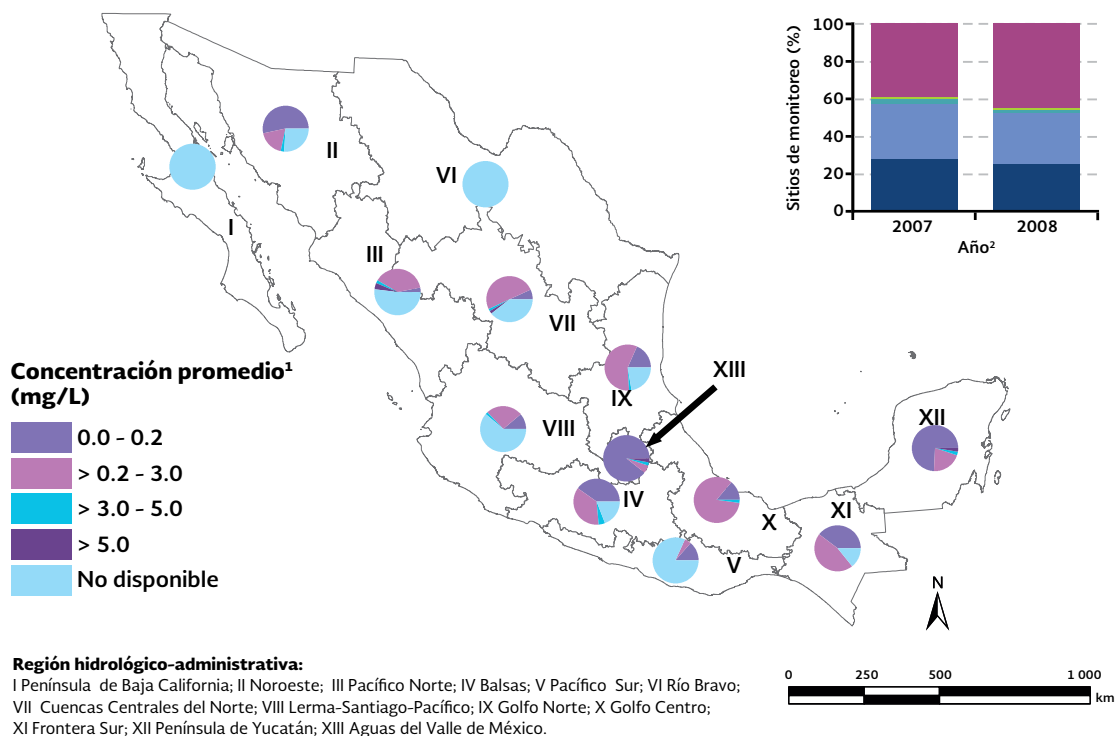 100
80
60
40
20
0
Sitios de monitoreo (%)
2007
2008
Año²
I
II
III
IV
V
VI
VII
VIII
IX
X
XI
XII
XIII
Concentración promedio¹
(mg/L)
0.0 - 0.2
> 0.2 - 3.0
> 3.0 - 5.0
> 5.0
No disponible
N
0
250
500
1 000
km
Región hidrológico-administrativa:
I Península de Baja California; II Noroeste; III Pacífico Norte; IV Balsas; V Pacífico Sur; VI Río Bravo;
VII Cuencas Centrales del Norte; VIII Lerma-Santiago-Pacífico; IX Golfo Norte; X Golfo Centro;
XI Frontera Sur; XII Península de Yucatán; XIII Aguas del Valle de México.